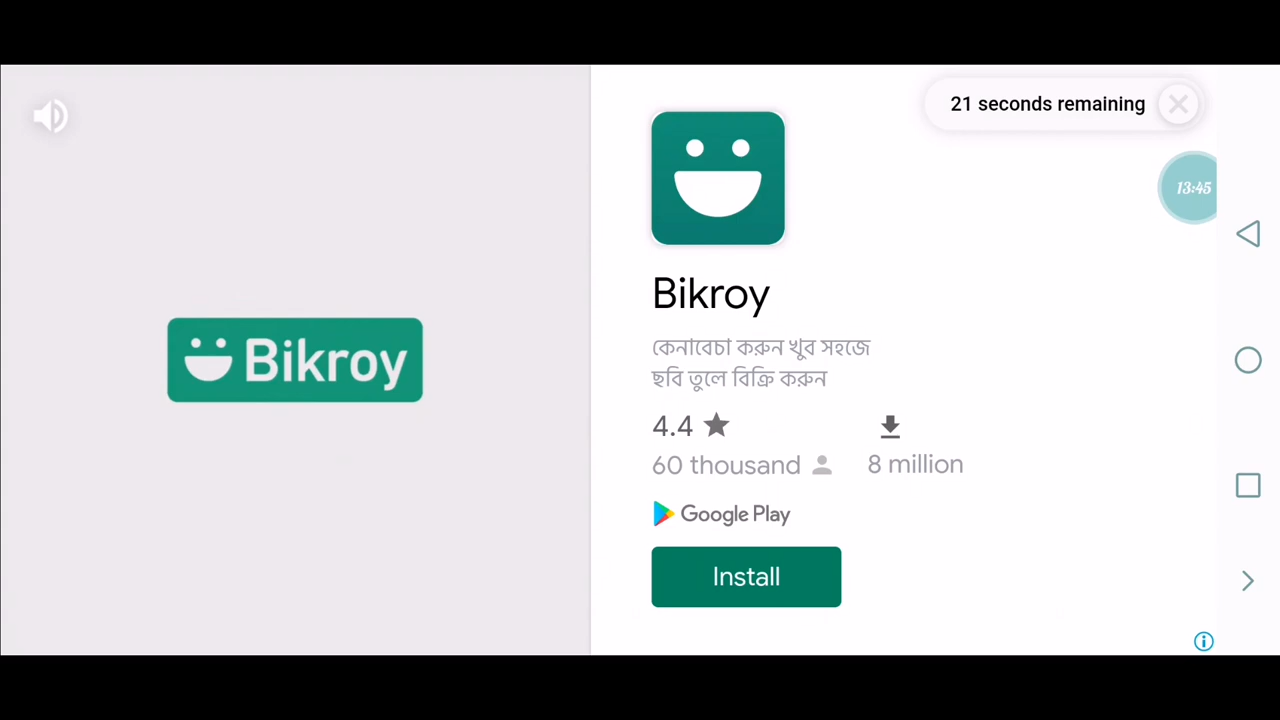 21 seconds remaining
13:45
Bikroy
Bikroy
কেনাবেচা করুন খুব সহজে
ছবি তুলে বিক্রি করুন
4.4
60 thousand
8 million
Google Play
Install